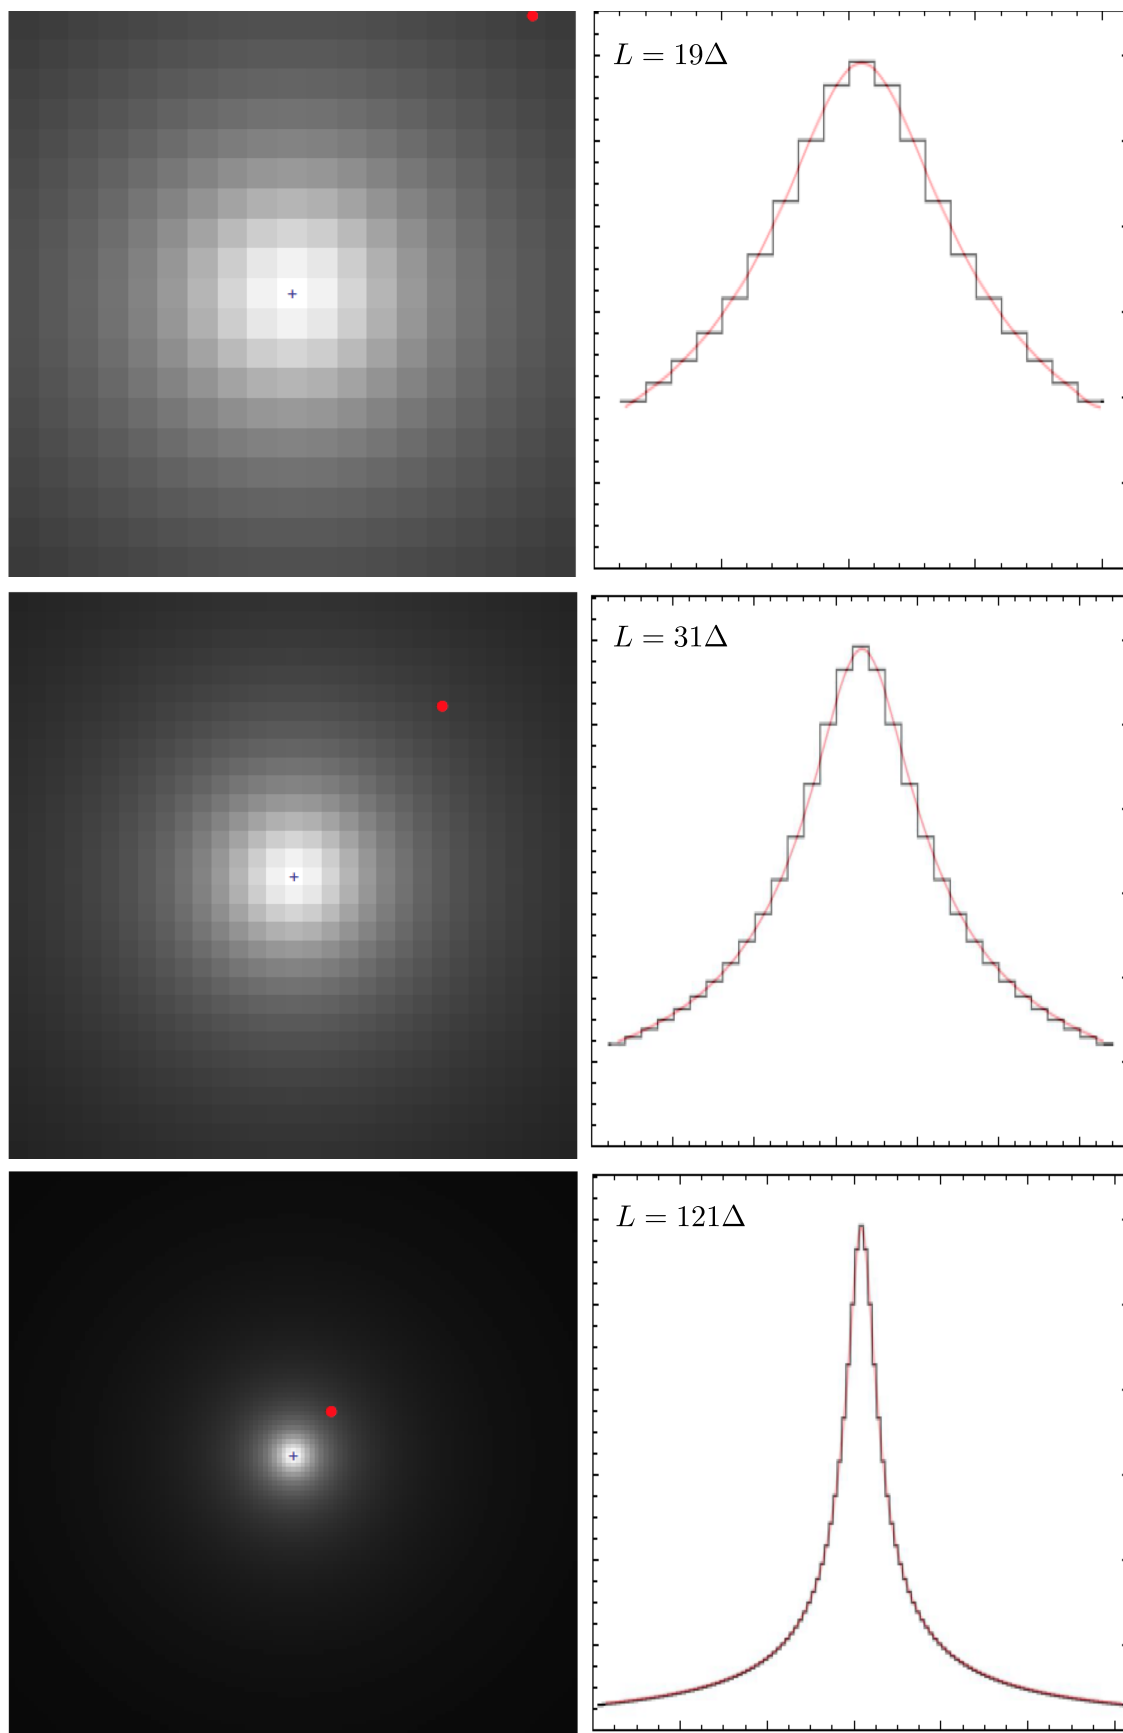 L = 19Δ
L = 31Δ
L = 121Δ